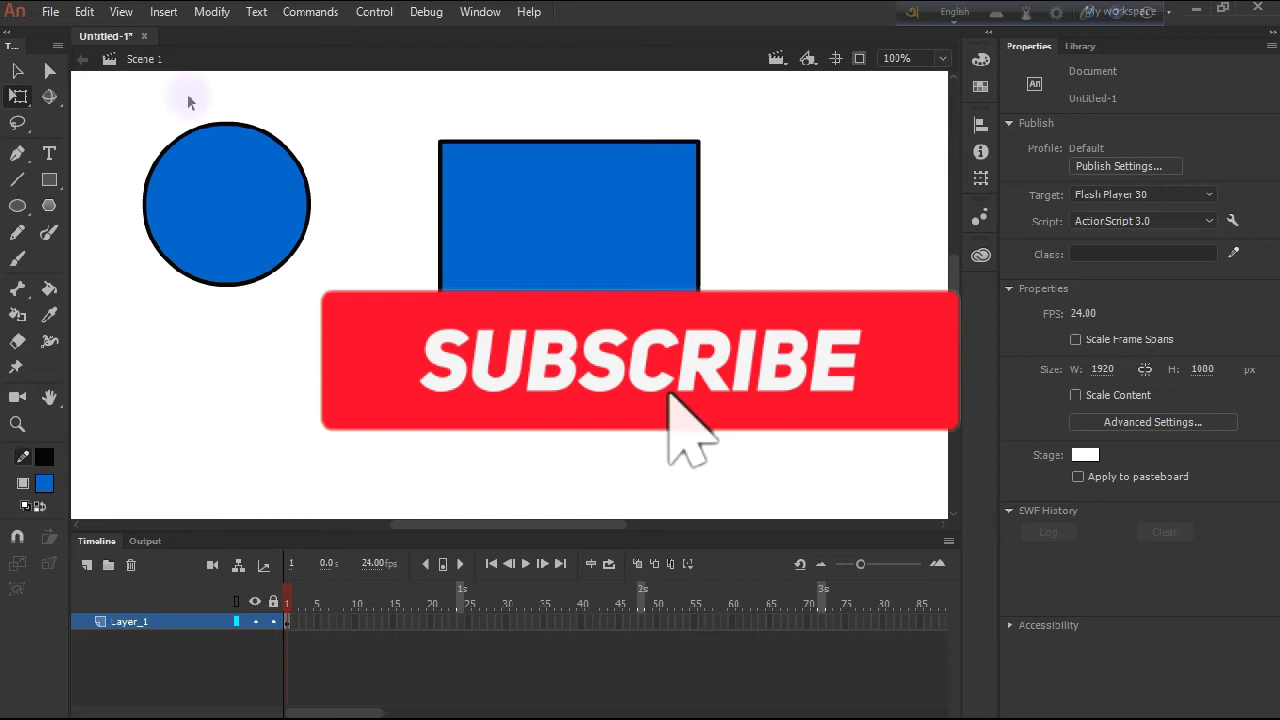 An File Edit View Insert Modify Text Commands Control Debug Window Help English My workspace
Untitled-1*
T...
Scene 1
100%
Properties Library
Document
An
Untitled-1
Publish
Profile: Default
Publish Settings...
Target: Flash Player 30
Script: ActionScript 3.0
Class:
Properties
FPS: 24.00
Scale Frame Spans
Size: W: 1920 H: 1080 px
Scale Content
Advanced Settings...
Stage:
Apply to pasteboard
SWF History
Log Clear
Accessibility
SUBSCRIBE
Timeline Output
1 0.0 s 24.00 fps
1s 2s 3s
1 5 10 15 20 25 30 35 40 45 50 55 60 65 70 75 80 85
Layer_1